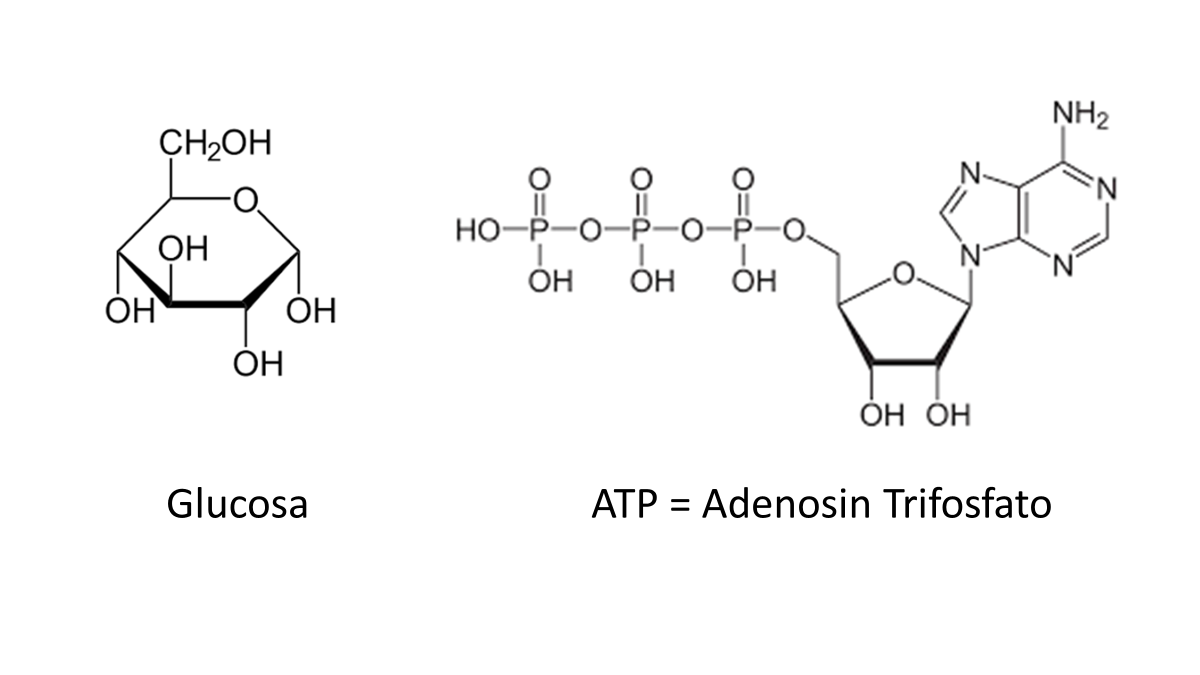 CH₂OH
O
OH
OH
OH
OH
Glucosa
O O O
HO P O P O P O
OH OH OH
NH₂
N
N
N
N
O
OH OH
ATP = Adenosin Trifosfato